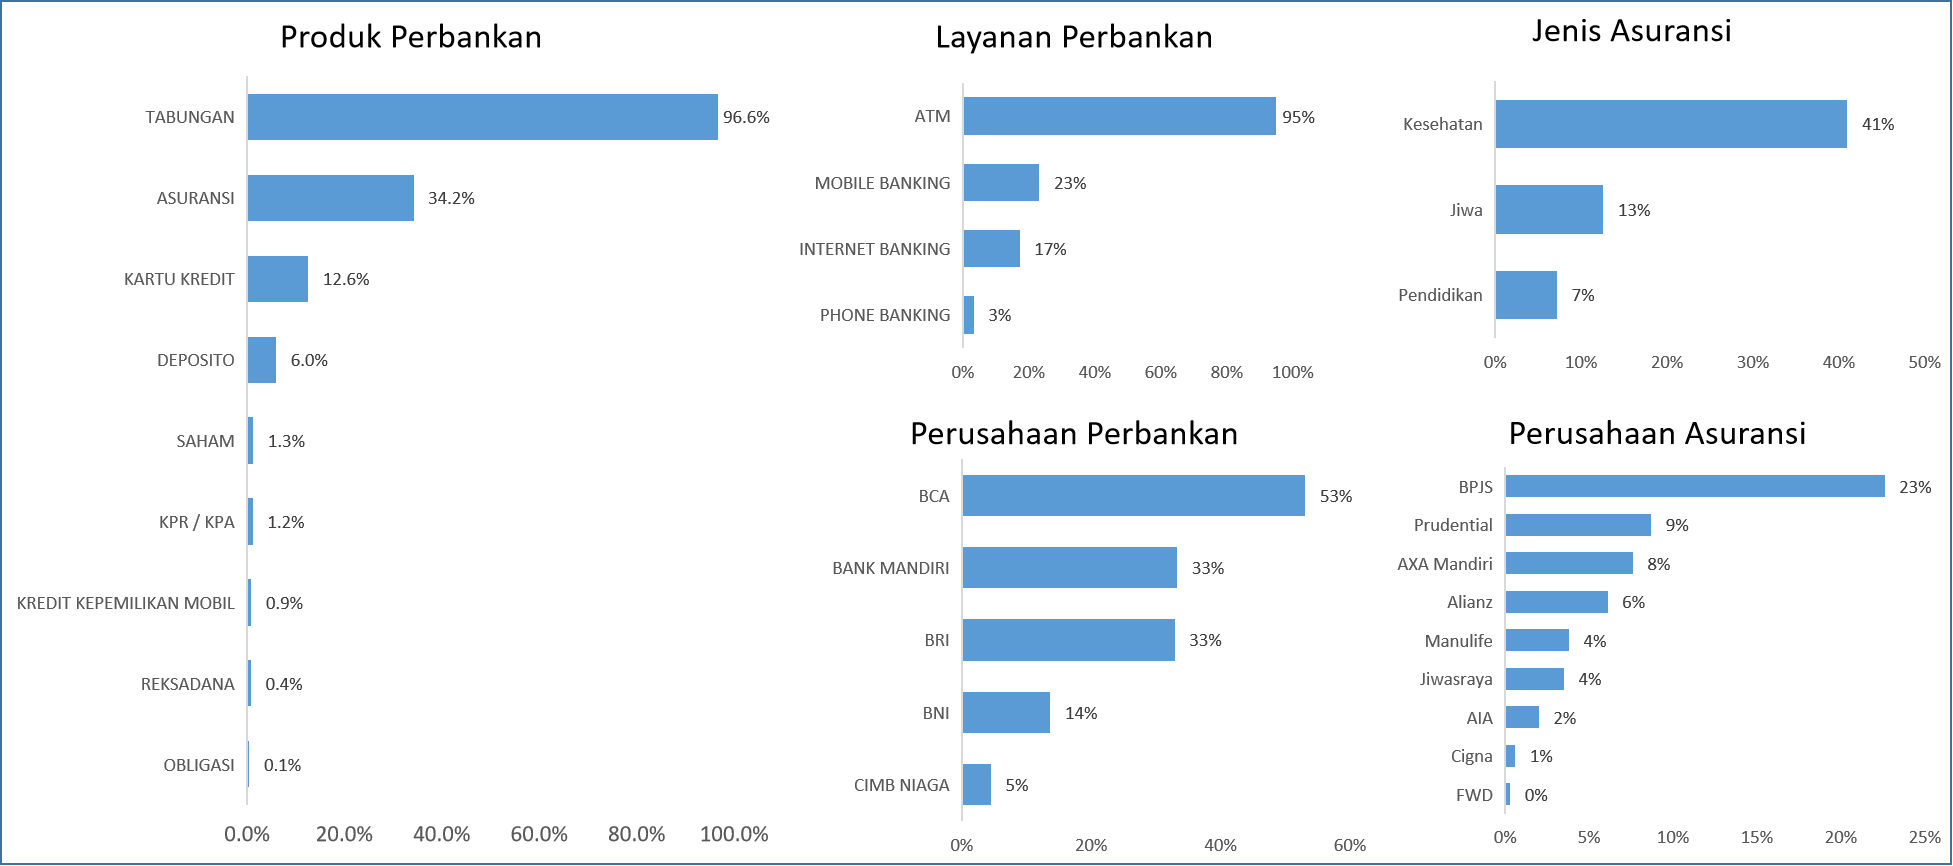 Produk Perbankan
TABUNGAN 96.6%
ASURANSI 34.2%
KARTU KREDIT 12.6%
DEPOSITO 6.0%
SAHAM 1.3%
KPR / KPA 1.2%
KREDIT KEPEMILIKAN MOBIL 0.9%
REKSADANA 0.4%
OBLIGASI 0.1%
0.0% 20.0% 40.0% 60.0% 80.0% 100.0%
Layanan Perbankan
ATM 95%
MOBILE BANKING 23%
INTERNET BANKING 17%
PHONE BANKING 3%
0% 20% 40% 60% 80% 100%
Perusahaan Perbankan
BCA 53%
BANK MANDIRI 33%
BRI 33%
BNI 14%
CIMB NIAGA 5%
0% 20% 40% 60%
Jenis Asuransi
Kesehatan 41%
Jiwa 13%
Pendidikan 7%
0% 10% 20% 30% 40% 50%
Perusahaan Asuransi
BPJS 23%
Prudential 9%
AXA Mandiri 8%
Alianz 6%
Manulife 4%
Jiwasraya 4%
AIA 2%
Cigna 1%
FWD 0%
0% 5% 10% 15% 20% 25%